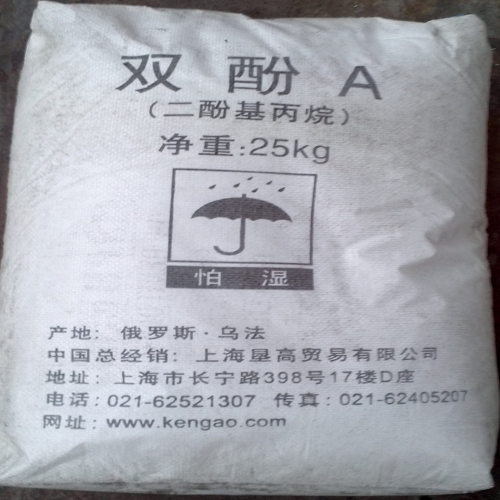 双酚A
(二酚基丙烷)
净重:25kg
怕湿
产地: 俄罗斯·乌法
中国总经销: 上海垦高贸易有限公司
地址: 上海市长宁路398号17楼D座
电话: 021-62521307 传真: 021-62405207
网址: www.kengao.com